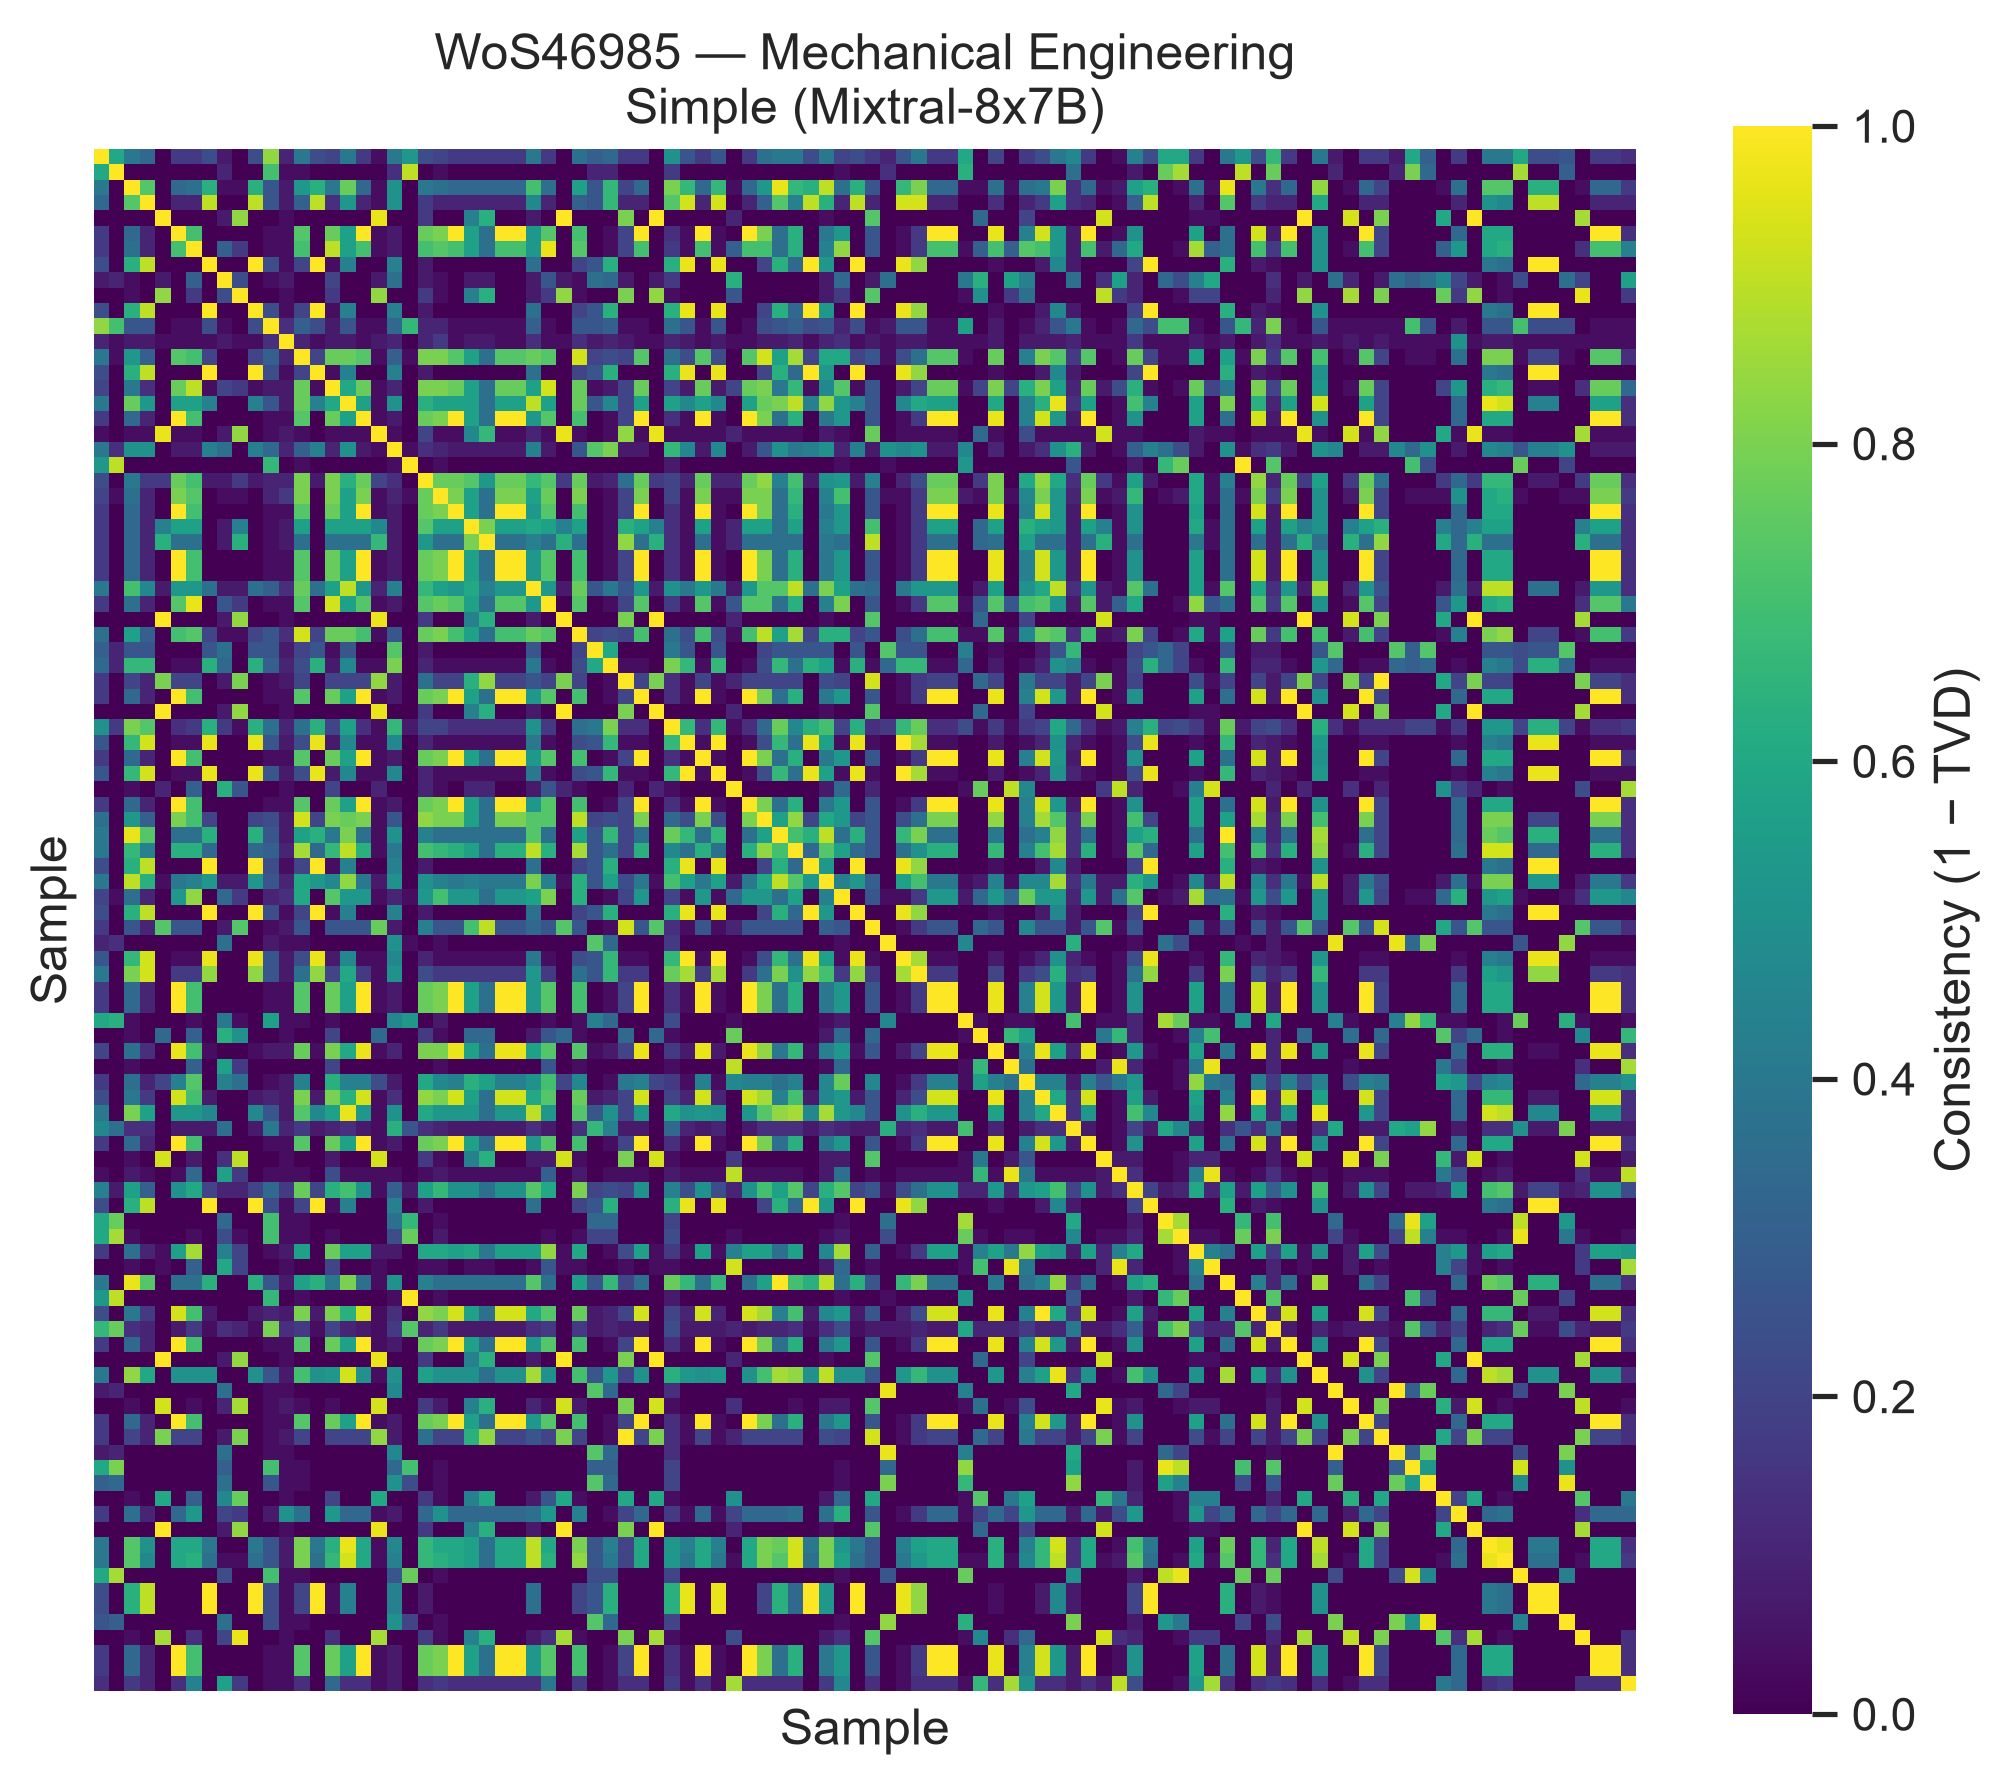 WoS46985 — Mechanical Engineering
Simple (Mixtral-8x7B)
Sample
Sample
1.0
0.8
0.6
0.4
0.2
0.0
Consistency (1 − TVD)